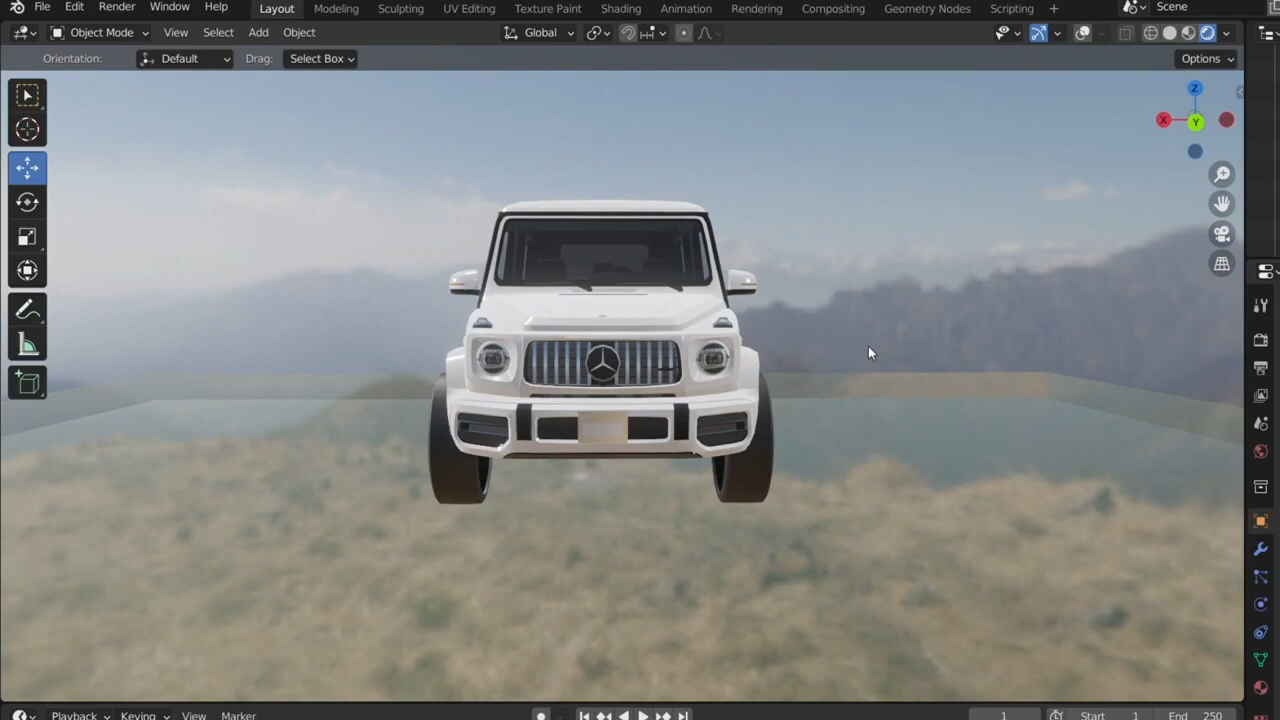 File Edit Render Window Help Layout Modeling Sculpting UV Editing Texture Paint Shading Animation Rendering Compositing Geometry Nodes Scripting + Scene
Object Mode View Select Add Object Global
Orientation: Default Drag: Select Box Options
Z
X Y
Playback Keying View Marker 1 Start 1 End 250